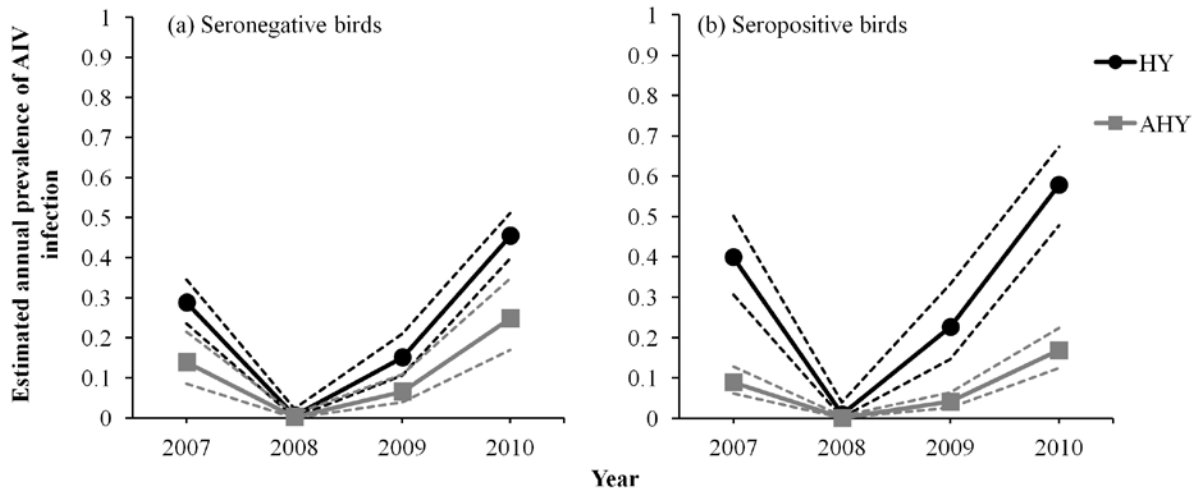 Estimated annual prevalence of AIV
infection
(a) Seronegative birds
1
0.9
0.8
0.7
0.6
0.5
0.4
0.3
0.2
0.1
0
2007 2008 2009 2010
(b) Seropositive birds
1
0.9
0.8
0.7
0.6
0.5
0.4
0.3
0.2
0.1
0
2007 2008 2009 2010
HY
AHY
Year